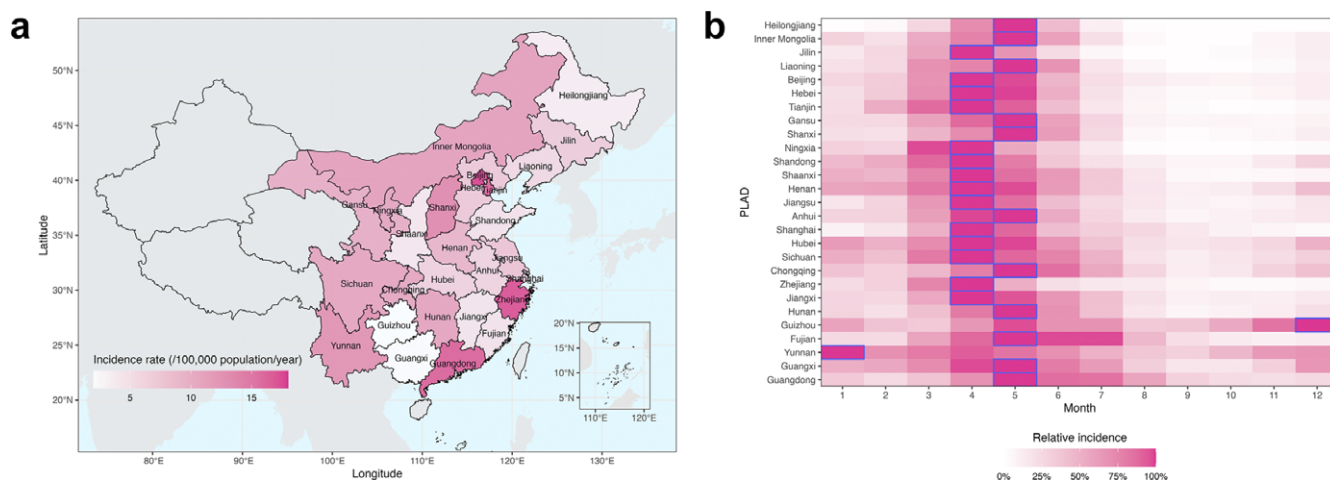 a
50°N
45°N
40°N
35°N
30°N
25°N
20°N
Latitude
Heilongjiang
Jilin
Inner Mongolia
Liaoning
Beijing
Hebei
Tianjin
Gansu
Ningxia
Shanxi
Shandong
Shaanxi
Henan
Jiangsu
Anhui
Shanghai
Hubei
Sichuan
Chongqing
Zhejiang
Hunan
Jiangxi
Guizhou
Fujian
Yunnan
Guangxi
Guangdong
Incidence rate (/100,000 population/year)
5 10 15
20°N
15°N
10°N
5°N
110°E 120°E
80°E 90°E 100°E 110°E 120°E 130°E
Longitude
b
PLAD
Heilongjiang
Inner Mongolia
Jilin
Liaoning
Beijing
Hebei
Tianjin
Gansu
Shanxi
Ningxia
Shandong
Shaanxi
Henan
Jiangsu
Anhui
Shanghai
Hubei
Sichuan
Chongqing
Zhejiang
Jiangxi
Hunan
Guizhou
Fujian
Yunnan
Guangxi
Guangdong
1 2 3 4 5 6 7 8 9 10 11 12
Month
Relative incidence
0% 25% 50% 75% 100%